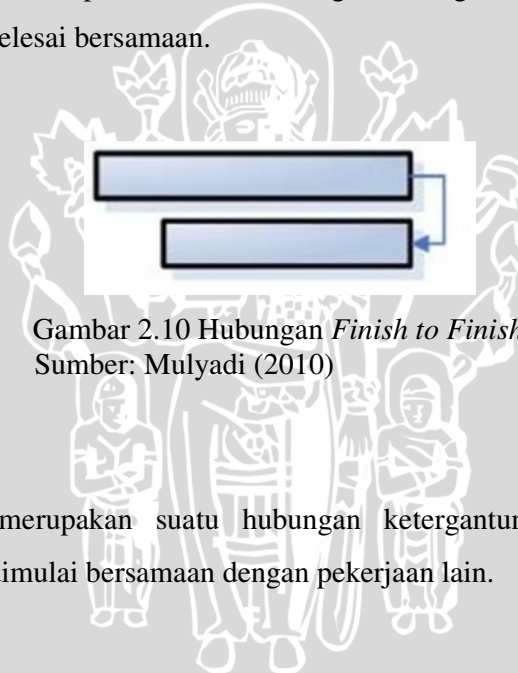 elesai bersamaan.
Gambar 2.10 Hubungan Finish to Finish
Sumber: Mulyadi (2010)
merupakan suatu hubungan ketergantun
dimulai bersamaan dengan pekerjaan lain.